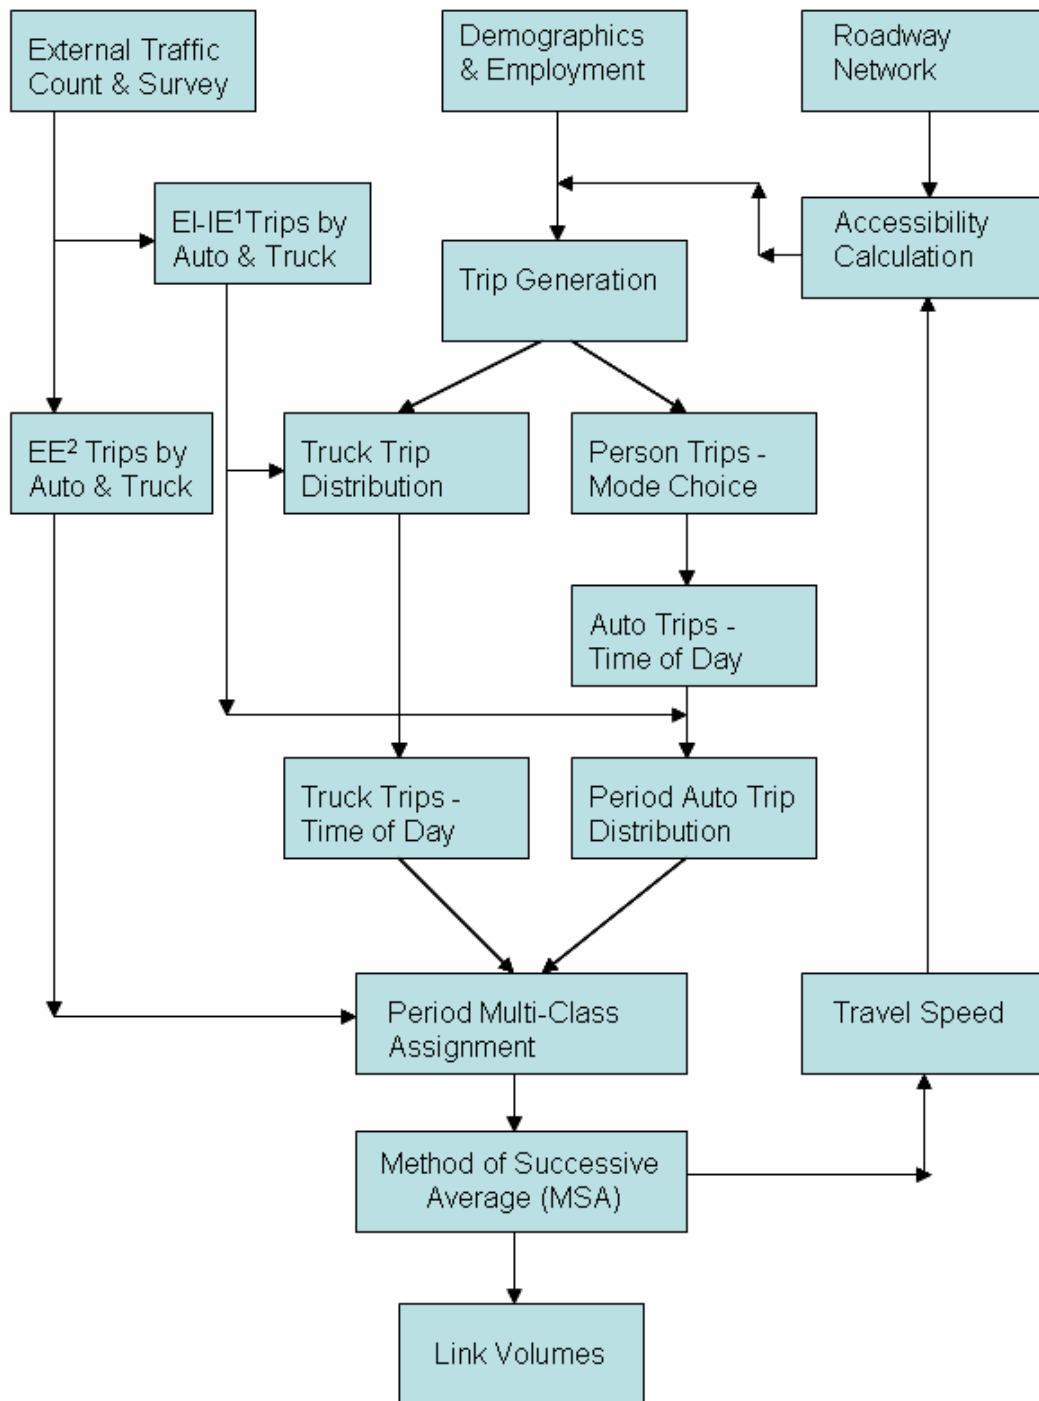 External Traffic
Count & Survey
Demographics
& Employment
Roadway
Network
EI-IE¹Trips by
Auto & Truck
Accessibility
Calculation
Trip Generation
EE² Trips by
Auto & Truck
Truck Trip
Distribution
Person Trips -
Mode Choice
Auto Trips -
Time of Day
Truck Trips -
Time of Day
Period Auto Trip
Distribution
Period Multi-Class
Assignment
Travel Speed
Method of Successive
Average (MSA)
Link Volumes